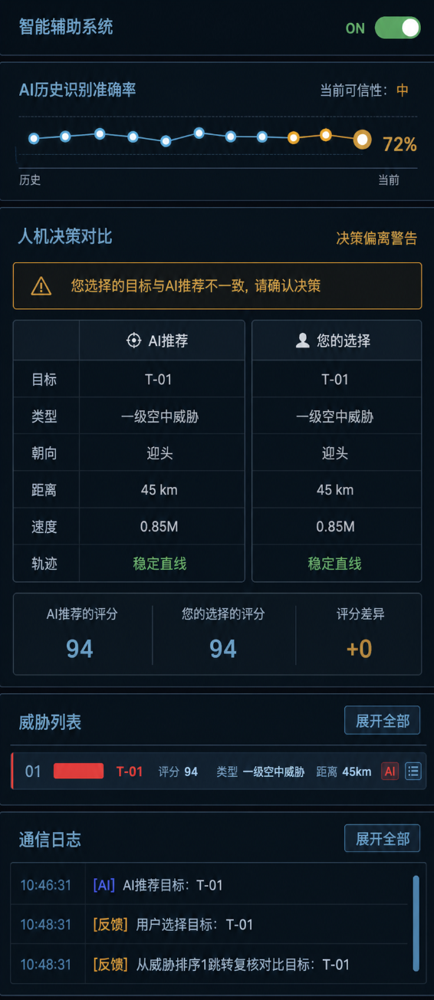 智能辅助系统 ON
AI历史识别准确率 当前可信性：中
72%
历史 当前
人机决策对比 决策偏离警告
您选择的目标与AI推荐不一致，请确认决策
AI推荐 您的选择
目标 T-01 T-01
类型 一级空中威胁 一级空中威胁
朝向 迎头 迎头
距离 45 km 45 km
速度 0.85M 0.85M
轨迹 稳定直线 稳定直线
AI推荐的评分 您的选择的评分 评分差异
94 94 +0
威胁列表 展开全部
01 T-01 评分 94 类型 一级空中威胁 距离 45km AI
通信日志 展开全部
10:46:31 [AI] AI推荐目标：T-01
10:48:31 [反馈] 用户选择目标：T-01
10:48:31 [反馈] 从威胁排序1跳转复核对比目标：T-01